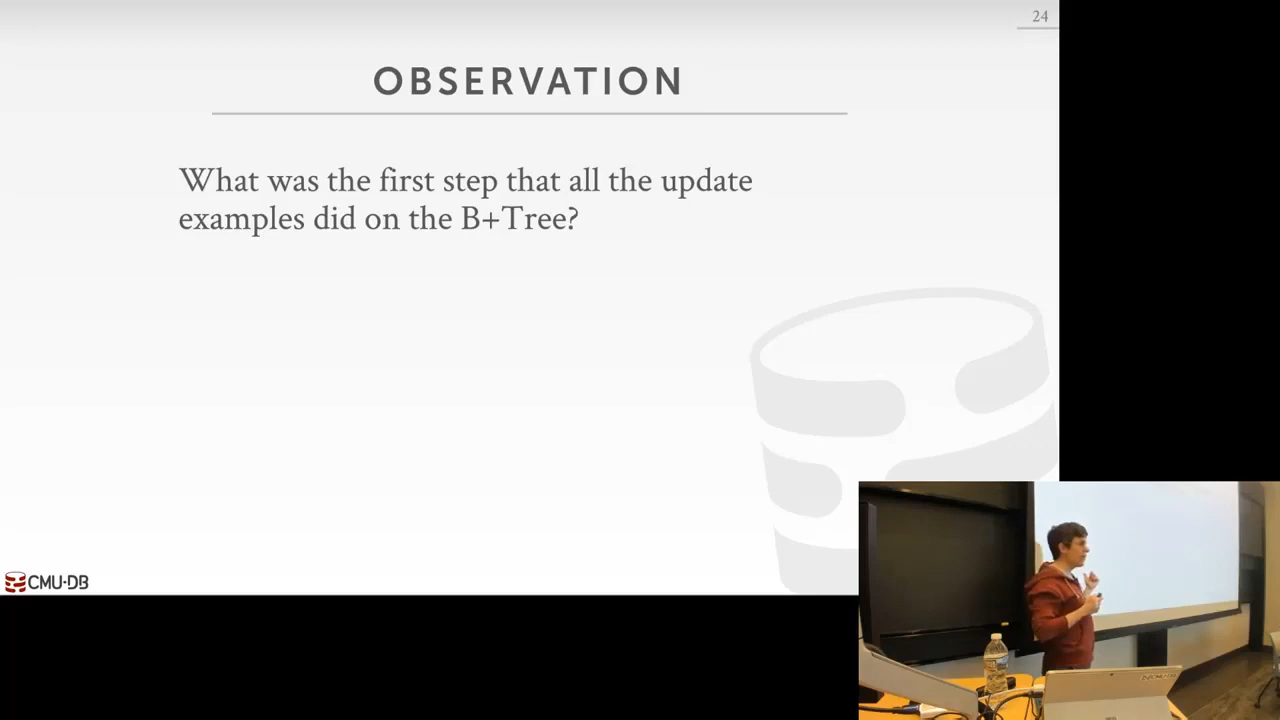 24
OBSERVATION
What was the first step that all the update
examples did on the B+Tree?
CMU·DB